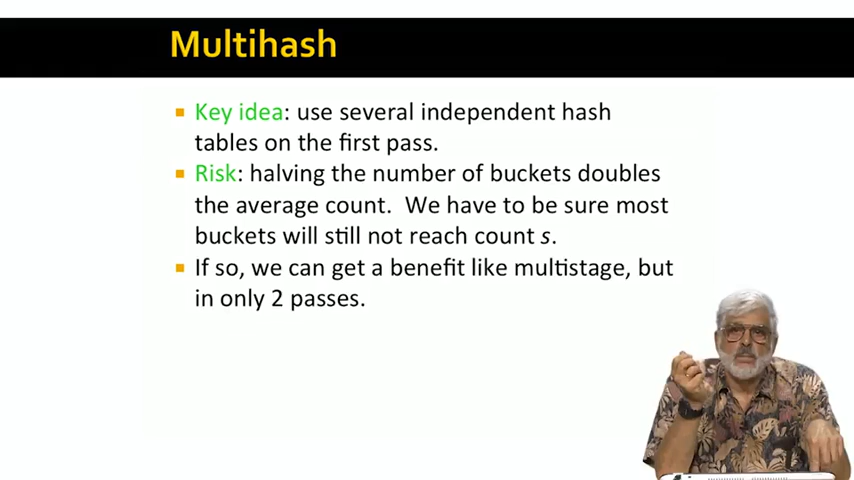 Multihash
Key idea: use several independent hash
tables on the first pass.
Risk: halving the number of buckets doubles
the average count.  We have to be sure most
buckets will still not reach count s.
If so, we can get a benefit like multistage, but
in only 2 passes.